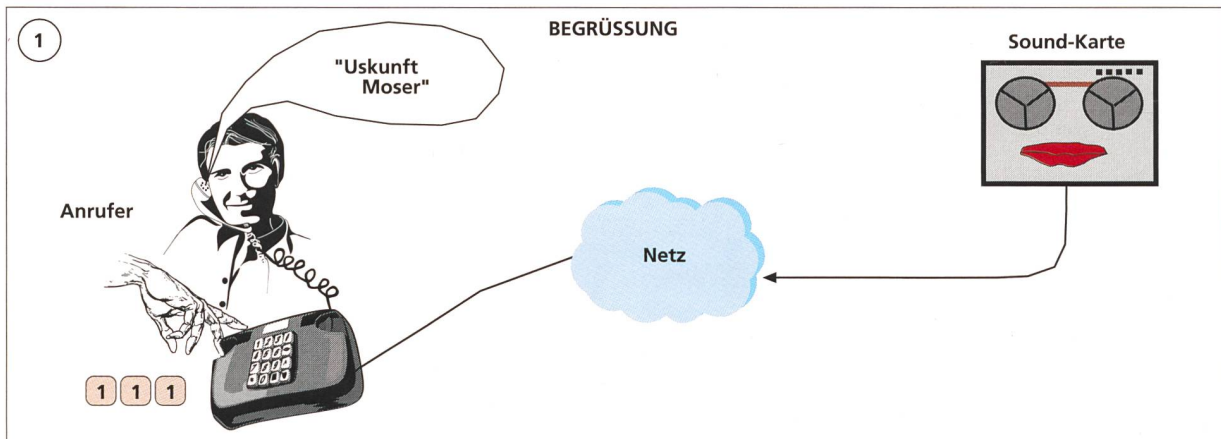 1
BEGRÜSSUNG
"Uskunft
Moser"
Sound-Karte
Anrufer
Netz
1 1 1